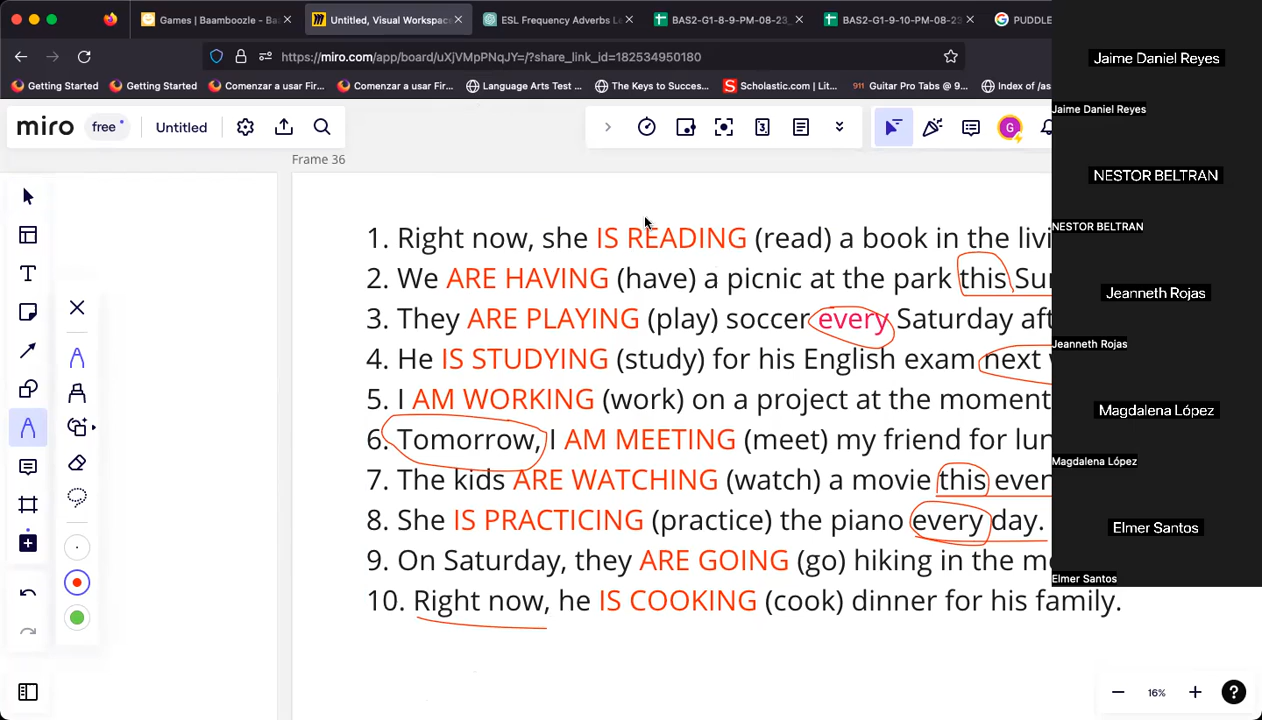 Games | Baamboozle - Ba
Untitled, Visual Workspac
ESL Frequency Adverbs Le
BAS2-G1-8-9-PM-08-23_
BAS2-G1-9-10-PM-08-23_
PUDDLE
https://miro.com/app/board/uXjVMpPNqJY=/?share_link_id=182534950180
Getting Started
Getting Started
Comenzar a usar Fir...
Comenzar a usar Fir...
Language Arts Test ...
The Keys to Succes...
Scholastic.com | Lit...
911 Guitar Pro Tabs @ 9...
Index of /as
miro free Untitled
G
Frame 36
1. Right now, she IS READING (read) a book in the livi
2. We ARE HAVING (have) a picnic at the park this Sun
3. They ARE PLAYING (play) soccer every Saturday aft
4. He IS STUDYING (study) for his English exam next
5. I AM WORKING (work) on a project at the moment
6. Tomorrow, I AM MEETING (meet) my friend for lun
7. The kids ARE WATCHING (watch) a movie this even
8. She IS PRACTICING (practice) the piano every day.
9. On Saturday, they ARE GOING (go) hiking in the mo
10. Right now, he IS COOKING (cook) dinner for his family.
Jaime Daniel Reyes
Jaime Daniel Reyes
NESTOR BELTRAN
NESTOR BELTRAN
Jeanneth Rojas
Jeanneth Rojas
Magdalena López
Magdalena López
Elmer Santos
Elmer Santos
16%